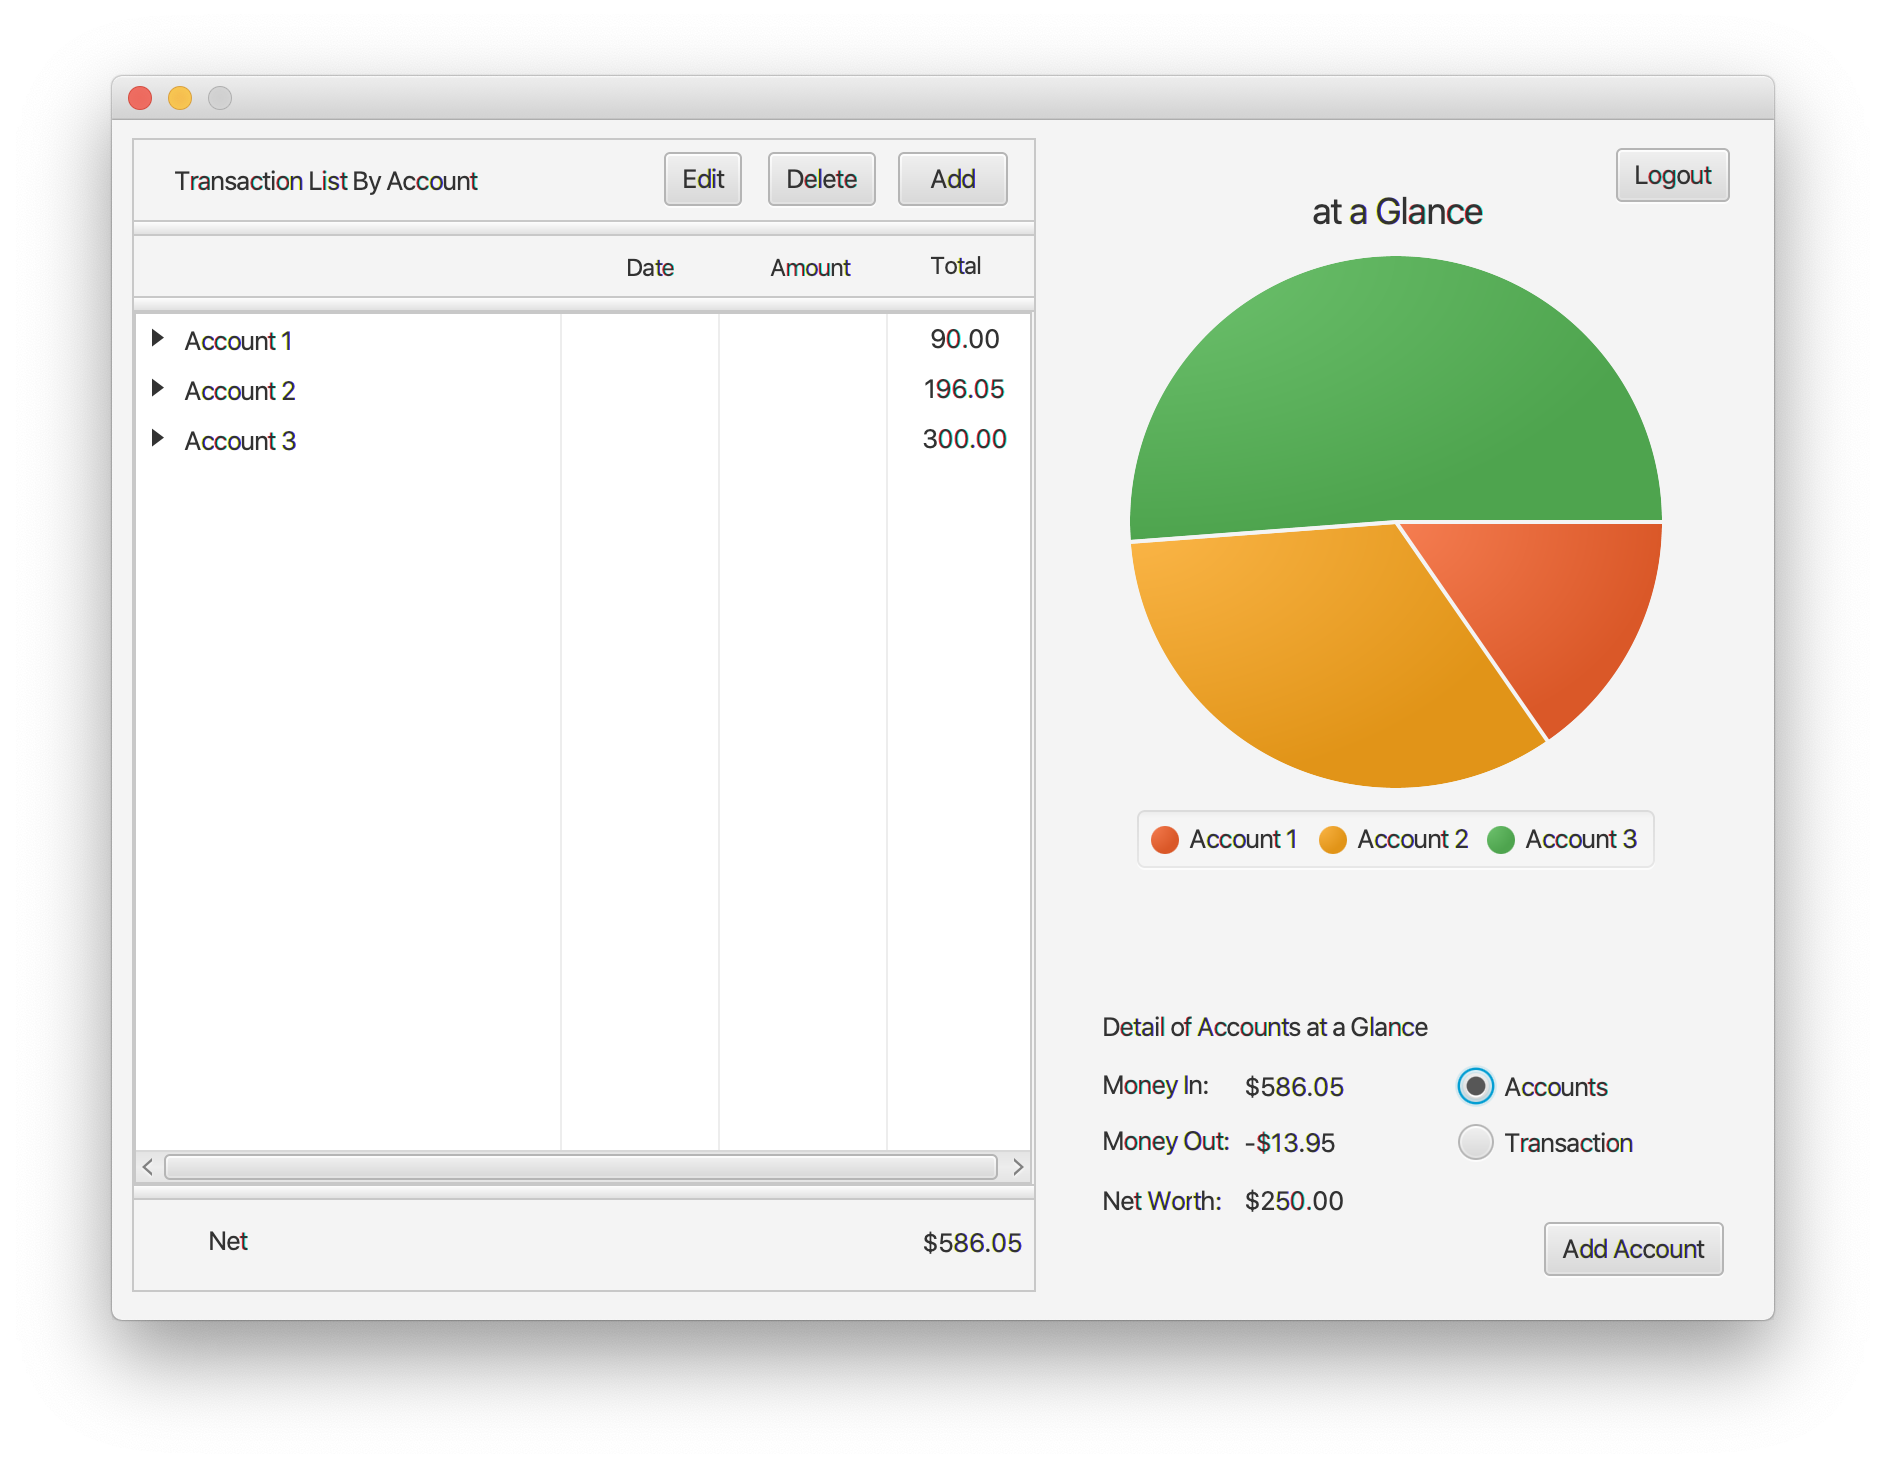 Transaction List By Account
Edit
Delete
Add
Date
Amount
Total
Account 1
90.00
Account 2
196.05
Account 3
300.00
Net
$586.05
Logout
at a Glance
Account 1
Account 2
Account 3
Detail of Accounts at a Glance
Money In: $586.05
Accounts
Money Out: -$13.95
Transaction
Net Worth: $250.00
Add Account